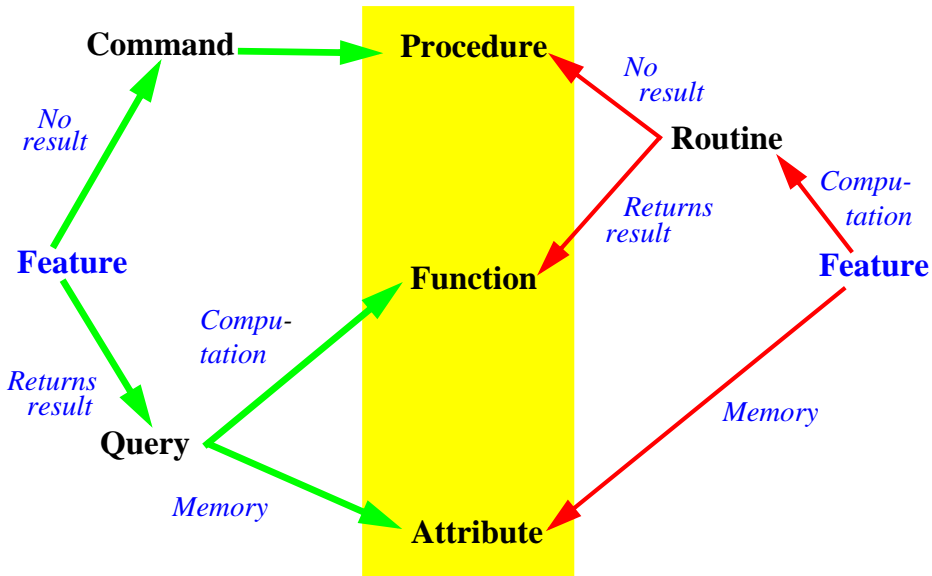 Command
Procedure
No
result
No
result
Routine
Compu-
tation
Returns
result
Feature
Feature
Function
Compu-
tation
Returns
result
Memory
Query
Memory
Attribute